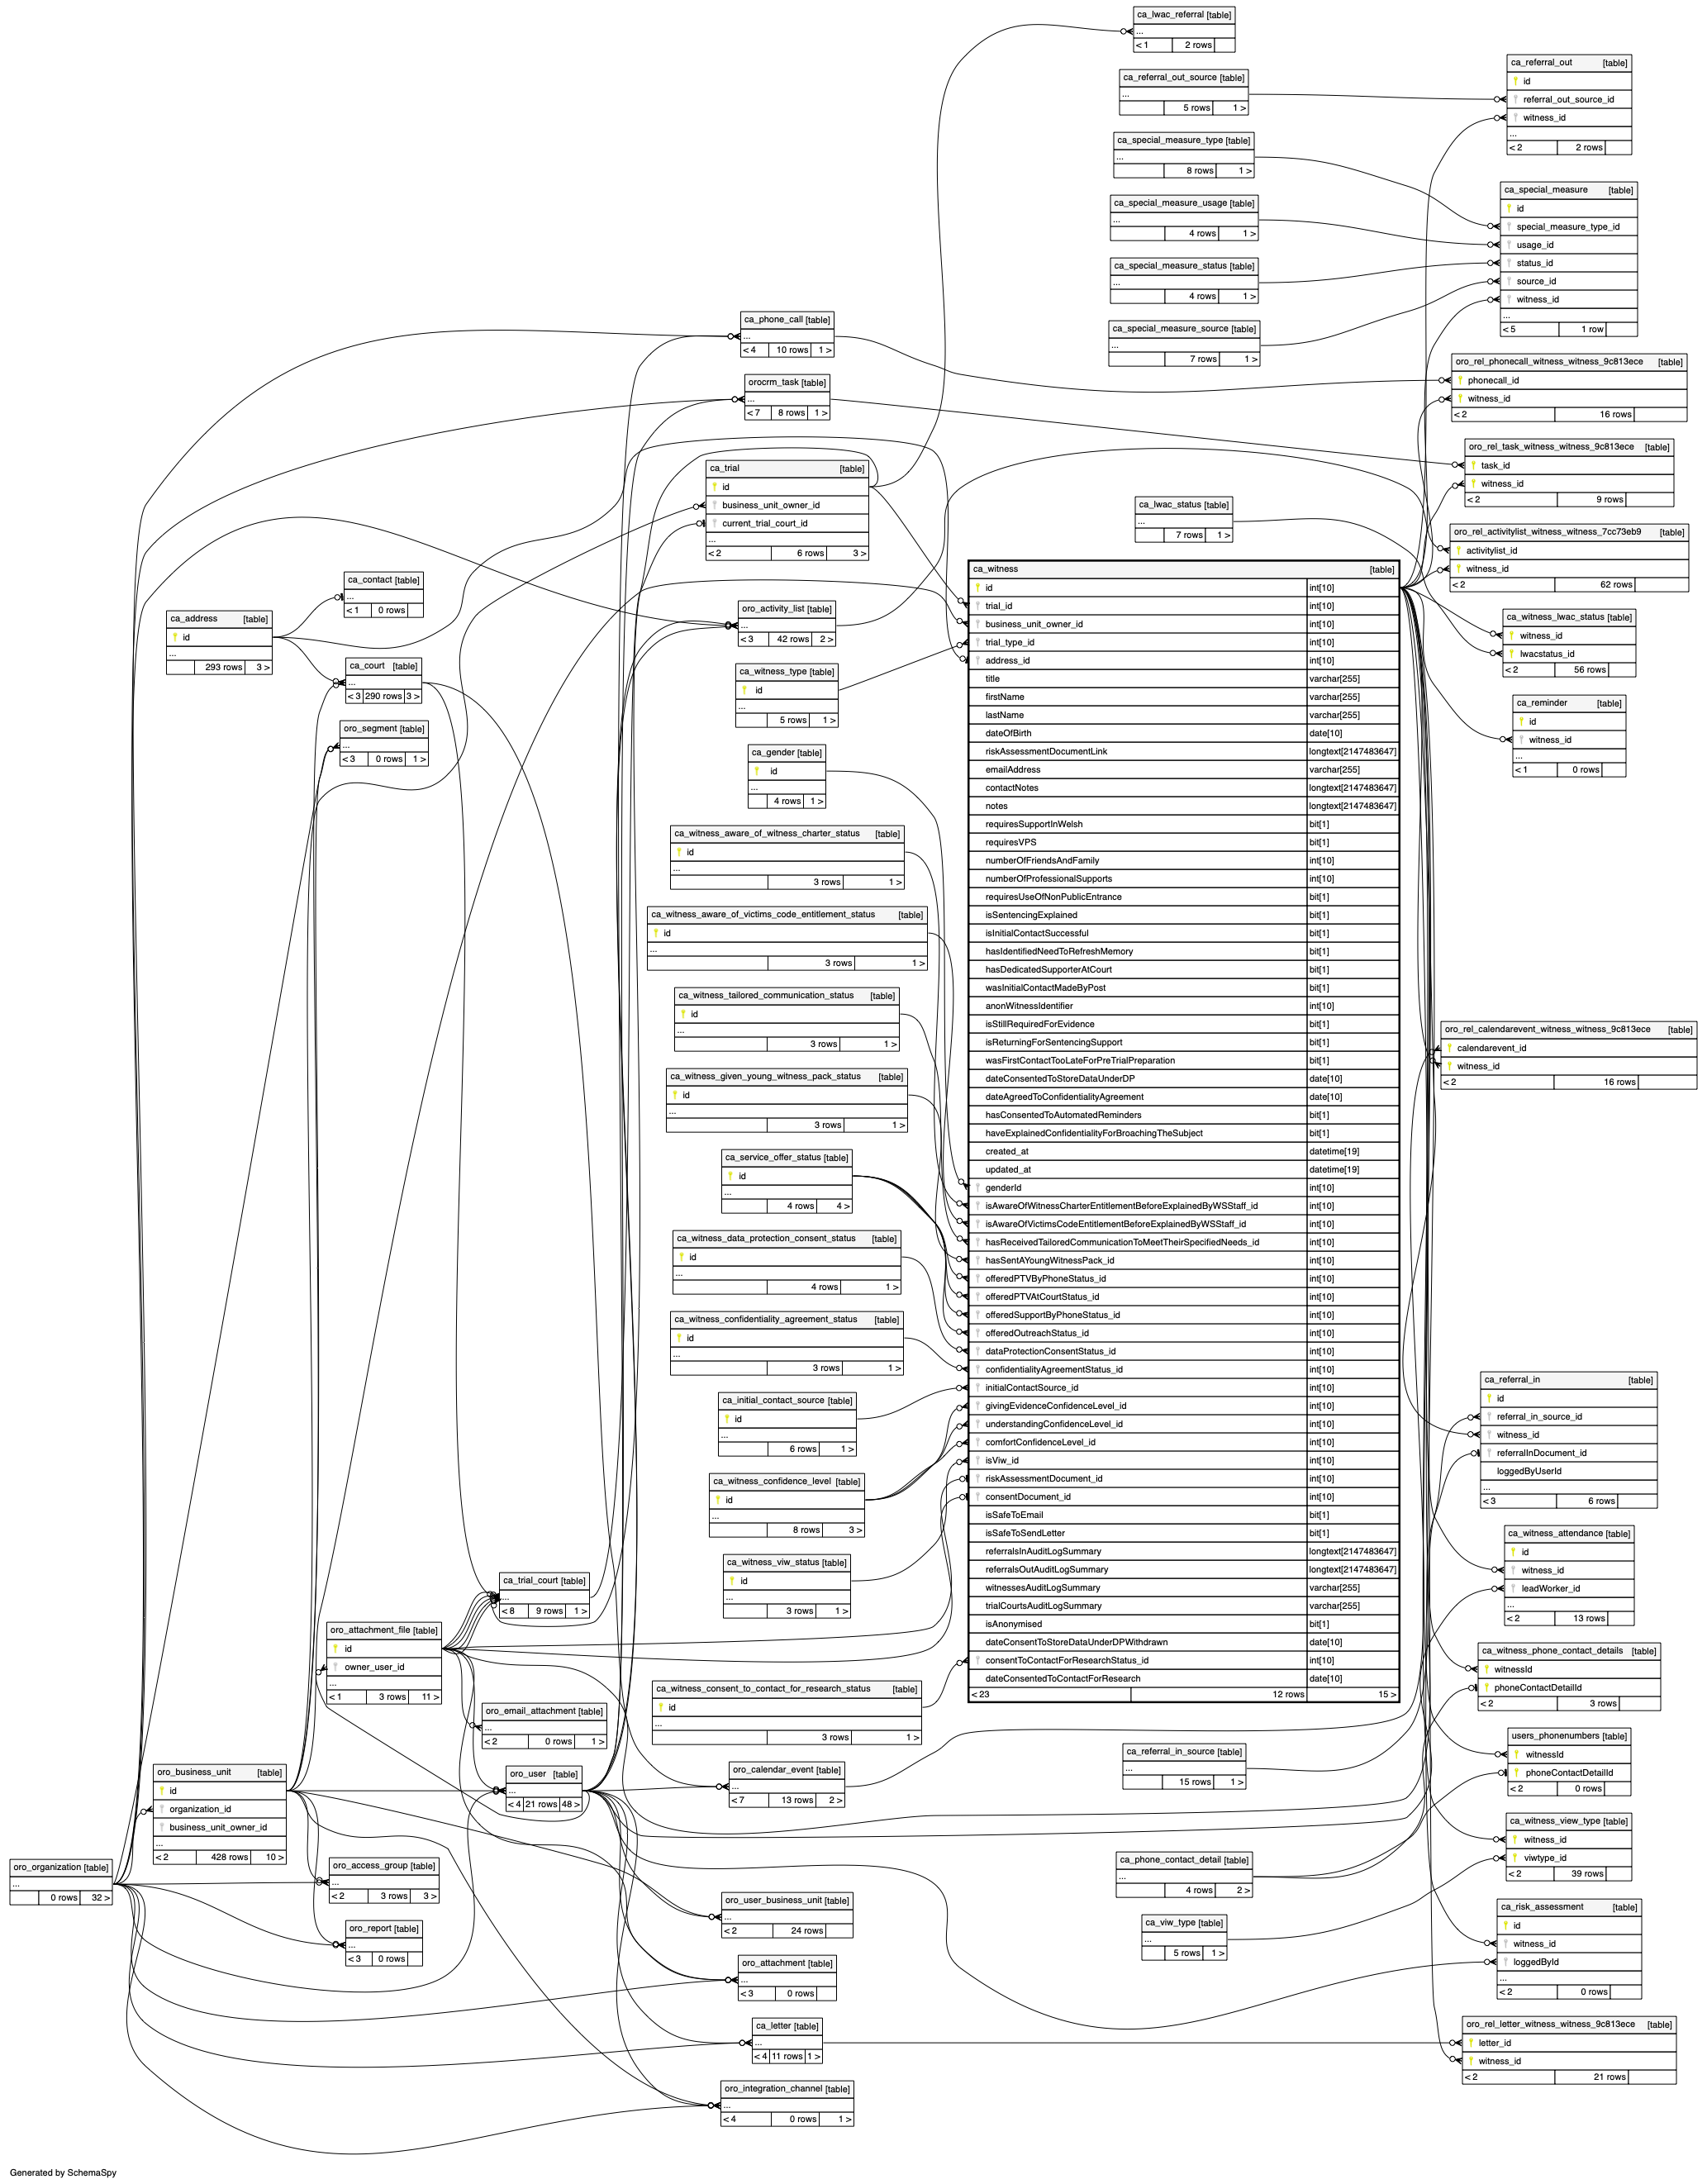 ca_lwac_referral [table]
...
< 1 2 rows
ca_referral_out_source [table]
...
5 rows 1 >
ca_referral_out [table]
id
referral_out_source_id
witness_id
...
< 2 2 rows
ca_special_measure_type [table]
...
8 rows 1 >
ca_special_measure_usage [table]
...
4 rows 1 >
ca_special_measure_status [table]
...
4 rows 1 >
ca_special_measure_source [table]
...
7 rows 1 >
ca_special_measure [table]
id
special_measure_type_id
usage_id
status_id
source_id
witness_id
...
< 5 1 row
ca_phone_call [table]
...
< 4 10 rows 1 >
orocrm_task [table]
...
< 7 8 rows 1 >
oro_rel_phonecall_witness_witness_9c813ece [table]
phonecall_id
witness_id
< 2 16 rows
oro_rel_task_witness_witness_9c813ece [table]
task_id
witness_id
< 2 9 rows
ca_trial [table]
id
business_unit_owner_id
current_trial_court_id
...
< 2 6 rows 3 >
ca_lwac_status [table]
...
7 rows 1 >
oro_rel_activitylist_witness_witness_7cc73eb9 [table]
activitylist_id
witness_id
< 2 62 rows
ca_contact [table]
...
< 1 0 rows
ca_address [table]
id
...
293 rows 3 >
ca_court [table]
...
< 3 290 rows 3 >
oro_segment [table]
...
< 3 0 rows 1 >
oro_activity_list [table]
...
< 3 42 rows 2 >
ca_witness_type [table]
id
...
5 rows 1 >
ca_gender [table]
id
...
4 rows 1 >
ca_witness_aware_of_witness_charter_status [table]
id
...
3 rows 1 >
ca_witness_aware_of_victims_code_entitlement_status [table]
id
...
3 rows 1 >
ca_witness_tailored_communication_status [table]
id
...
3 rows 1 >
ca_witness_given_young_witness_pack_status [table]
id
...
3 rows 1 >
ca_service_offer_status [table]
id
...
4 rows 4 >
ca_witness_data_protection_consent_status [table]
id
...
4 rows 1 >
ca_witness_confidentiality_agreement_status [table]
id
...
3 rows 1 >
ca_initial_contact_source [table]
id
...
6 rows 1 >
ca_witness_confidence_level [table]
id
...
8 rows 3 >
ca_witness_viw_status [table]
id
...
3 rows 1 >
ca_witness_consent_to_contact_for_research_status [table]
id
...
3 rows 1 >
ca_witness [table]
id int[10]
trial_id int[10]
business_unit_owner_id int[10]
trial_type_id int[10]
address_id int[10]
title varchar[255]
firstName varchar[255]
lastName varchar[255]
dateOfBirth date[10]
riskAssessmentDocumentLink longtext[2147483647]
emailAddress varchar[255]
contactNotes longtext[2147483647]
notes longtext[2147483647]
requiresSupportInWelsh bit[1]
requiresVPS bit[1]
numberOfFriendsAndFamily int[10]
numberOfProfessionalSupports int[10]
requiresUseOfNonPublicEntrance bit[1]
isSentencingExplained bit[1]
isInitialContactSuccessful bit[1]
hasIdentifiedNeedToRefreshMemory bit[1]
hasDedicatedSupporterAtCourt bit[1]
wasInitialContactMadeByPost bit[1]
anonWitnessIdentifier int[10]
isStillRequiredForEvidence bit[1]
isReturningForSentencingSupport bit[1]
wasFirstContactTooLateForPreTrialPreparation bit[1]
dateConsentedToStoreDataUnderDP date[10]
dateAgreedToConfidentialityAgreement date[10]
hasConsentedToAutomatedReminders bit[1]
haveExplainedConfidentialityForBroachingTheSubject bit[1]
created_at datetime[19]
updated_at datetime[19]
genderId int[10]
isAwareOfWitnessCharterEntitlementBeforeExplainedByWSStaff_id int[10]
isAwareOfVictimsCodeEntitlementBeforeExplainedByWSStaff_id int[10]
hasReceivedTailoredCommunicationToMeetTheirSpecifiedNeeds_id int[10]
hasSentAYoungWitnessPack_id int[10]
offeredPTVByPhoneStatus_id int[10]
offeredPTVAtCourtStatus_id int[10]
offeredSupportByPhoneStatus_id int[10]
offeredOutreachStatus_id int[10]
dataProtectionConsentStatus_id int[10]
confidentialityAgreementStatus_id int[10]
initialContactSource_id int[10]
givingEvidenceConfidenceLevel_id int[10]
understandingConfidenceLevel_id int[10]
comfortConfidenceLevel_id int[10]
isViw_id int[10]
riskAssessmentDocument_id int[10]
consentDocument_id int[10]
isSafeToEmail bit[1]
isSafeToSendLetter bit[1]
referralsInAuditLogSummary longtext[2147483647]
referralsOutAuditLogSummary longtext[2147483647]
witnessesAuditLogSummary varchar[255]
trialCourtsAuditLogSummary varchar[255]
isAnonymised bit[1]
dateConsentToStoreDataUnderDPWithdrawn date[10]
consentToContactForResearchStatus_id int[10]
dateConsentedToContactForResearch date[10]
< 23 12 rows 15 >
ca_witness_lwac_status [table]
witness_id
lwacstatus_id
< 2 56 rows
ca_reminder [table]
id
witness_id
...
< 1 0 rows
oro_rel_calendarevent_witness_witness_9c813ece [table]
calendarevent_id
witness_id
< 2 16 rows
ca_referral_in [table]
id
referral_in_source_id
witness_id
referralInDocument_id
loggedByUserId
...
< 3 6 rows
ca_witness_attendance [table]
id
witness_id
leadWorker_id
...
< 2 13 rows
ca_witness_phone_contact_details [table]
witnessId
phoneContactDetailId
< 2 3 rows
users_phonenumbers [table]
witnessId
phoneContactDetailId
< 2 0 rows
ca_witness_view_type [table]
witness_id
viwtype_id
< 2 39 rows
ca_risk_assessment [table]
id
witness_id
loggedById
...
< 2 0 rows
oro_rel_letter_witness_witness_9c813ece [table]
letter_id
witness_id
< 2 21 rows
ca_trial_court [table]
...
< 8 9 rows 1 >
oro_attachment_file [table]
id
owner_user_id
...
< 1 3 rows 11 >
oro_email_attachment [table]
...
< 2 0 rows 1 >
oro_user [table]
...
< 4 21 rows 48 >
oro_calendar_event [table]
...
< 7 13 rows 2 >
ca_referral_in_source [table]
...
15 rows 1 >
oro_business_unit [table]
id
organization_id
business_unit_owner_id
...
< 2 428 rows 10 >
oro_organization [table]
...
0 rows 32 >
oro_access_group [table]
...
< 2 3 rows 3 >
oro_report [table]
...
< 3 0 rows
ca_phone_contact_detail [table]
...
4 rows 2 >
ca_viw_type [table]
...
5 rows 1 >
oro_user_business_unit [table]
...
< 2 24 rows
oro_attachment [table]
...
< 3 0 rows
ca_letter [table]
...
< 4 11 rows 1 >
oro_integration_channel [table]
...
< 4 0 rows 1 >
Generated by SchemaSpy